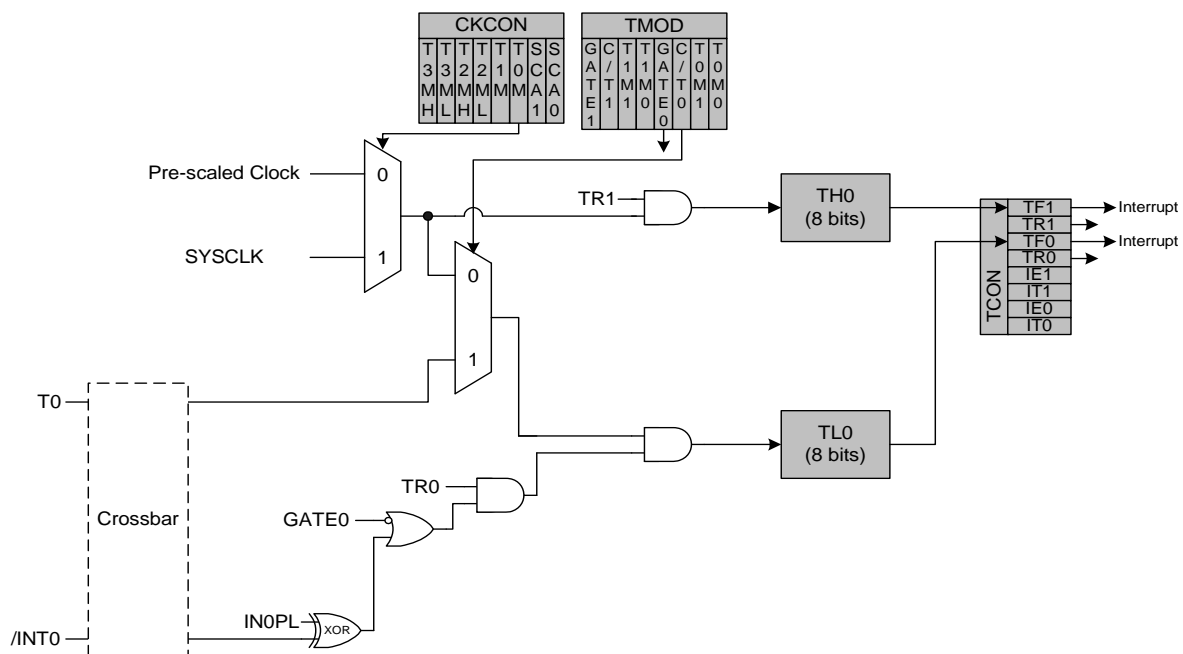 CKCON
T3MH
T3ML
T2MH
T2ML
T1M
T0M
SCA1
SCA0
TMOD
GATE1
C/T1
T1M1
T1M0
GATE0
C/T0
T0M1
T0M0
Pre-scaled Clock
0
SYSCLK
1
TR1
TH0
(8 bits)
TCON
TF1
TR1
TF0
TR0
IE1
IT1
IE0
IT0
Interrupt
Interrupt
0
1
T0
Crossbar
TL0
(8 bits)
TR0
GATE0
IN0PL
XOR
/INT0